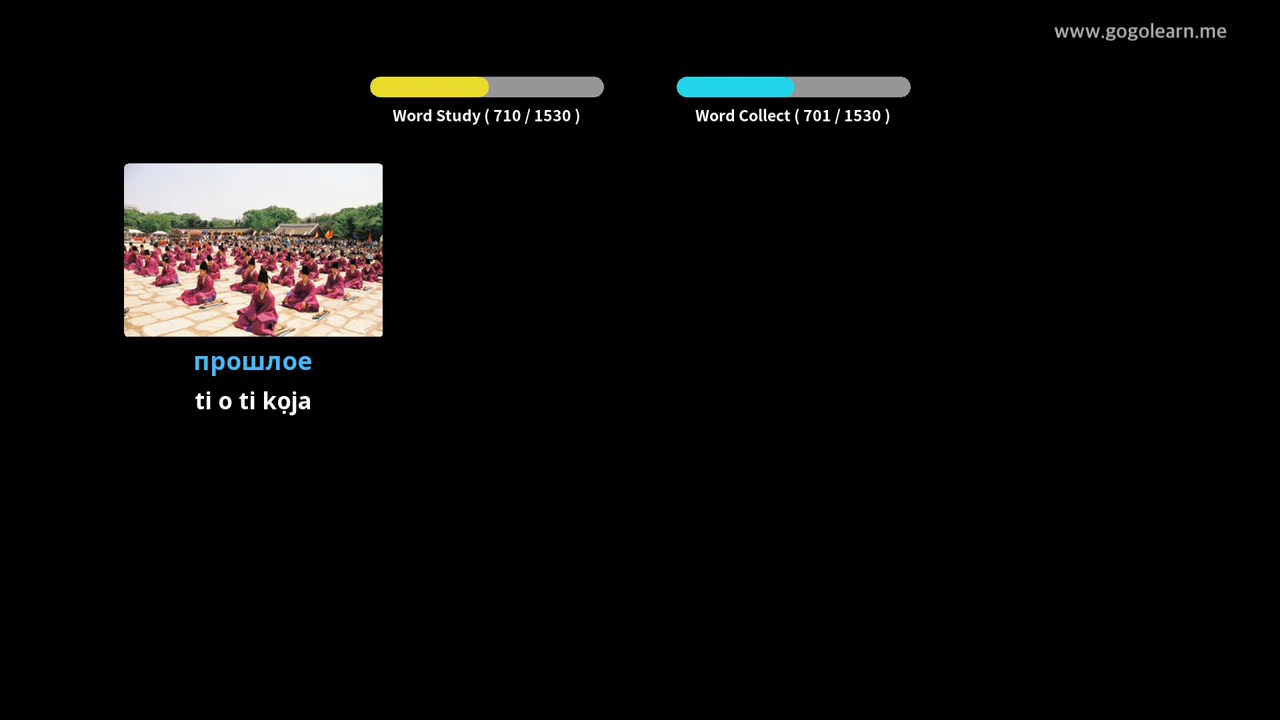 www.gogolearn.me
Word Study ( 710 / 1530 )
Word Collect ( 701 / 1530 )
прошлое
ti o ti kọja